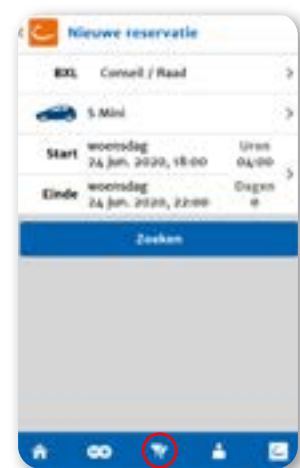 Nieuwe reservatie
BXL Conseil / Raad
S Mini
Start woensdag Uren
24 jun. 2020, 18:00 04:00
Einde woensdag Dagen
24 jun. 2020, 22:00 0
Zoeken